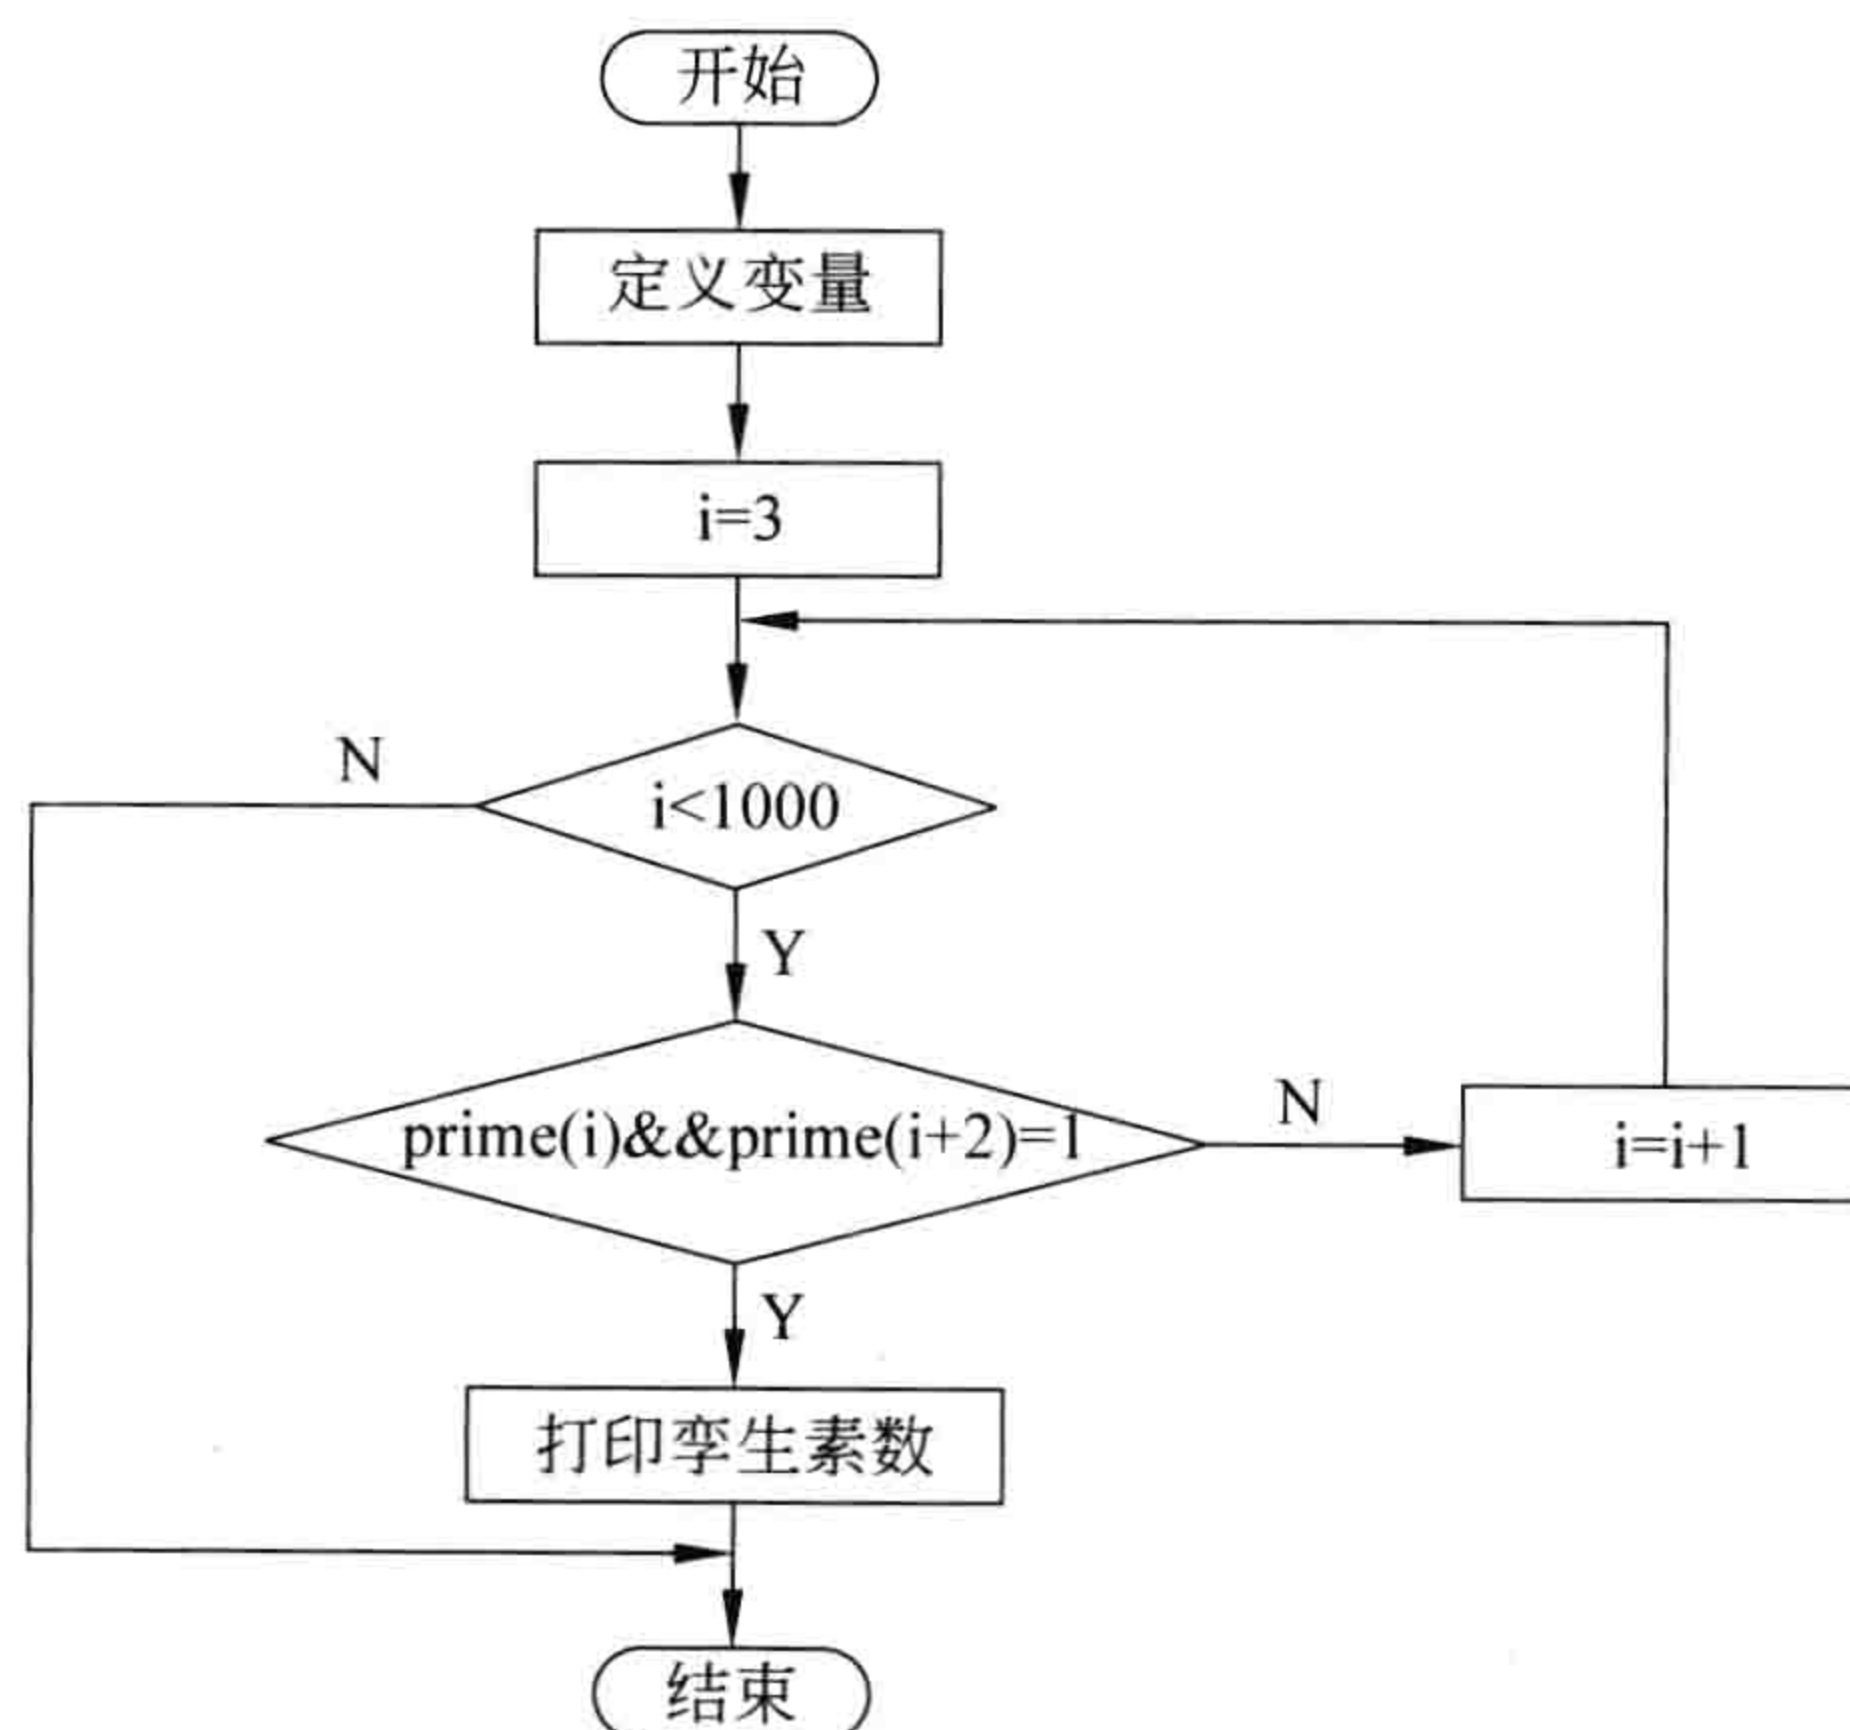 开始
定义变量
i=3
N
i<1000
Y
prime(i)&&prime(i+2)=1
N
i=i+1
Y
打印孪生素数
结束